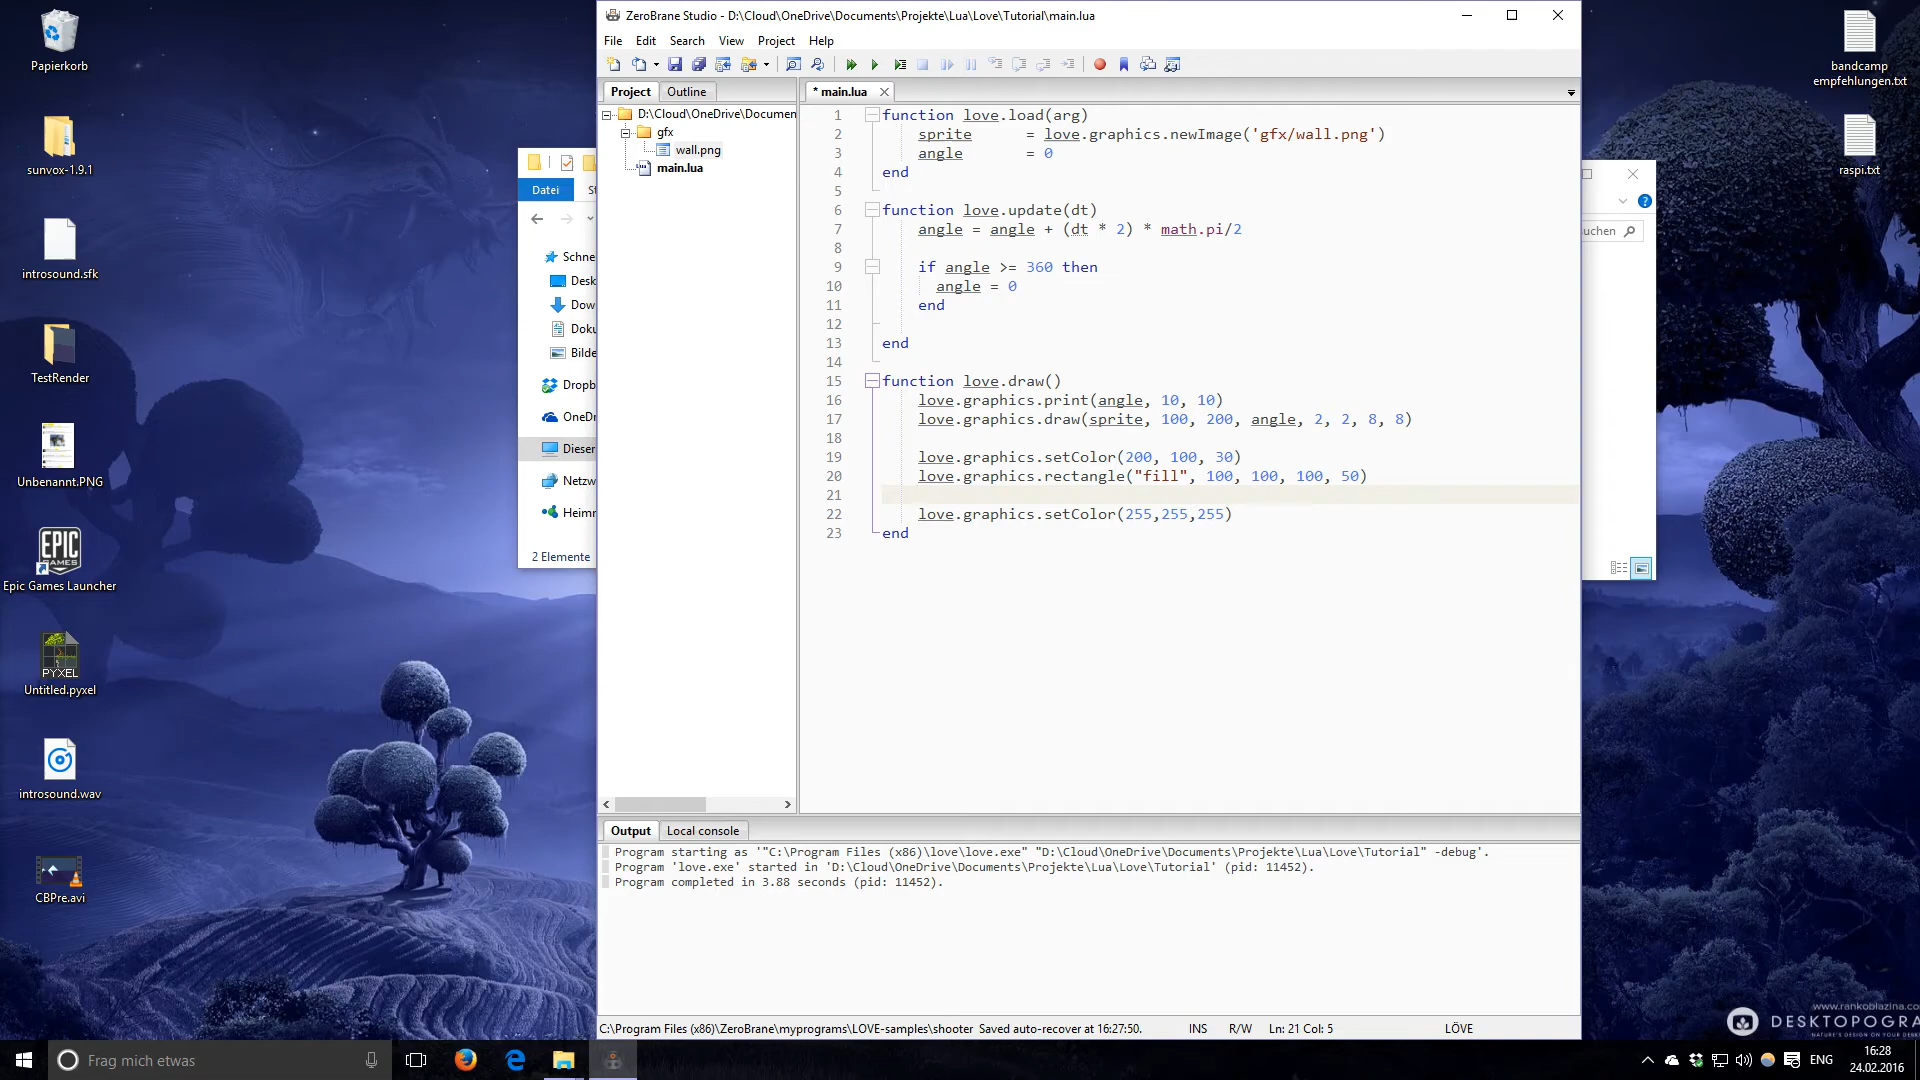 Papierkorb
sunvox-1.9.1
introsound.sfk
TestRender
Unbenannt.PNG
EPIC GAMES
Epic Games Launcher
PYXEL
Untitled.pyxel
introsound.wav
CBPre.avi
bandcamp
empfehlungen.txt
raspi.txt
Datei
Schne
Desk
Dow
Doku
Bilde
Dropb
OneDr
Dieser
Netzw
Heimn
2 Elemente
uchen
ZeroBrane Studio - D:\Cloud\OneDrive\Documents\Projekte\Lua\Love\Tutorial\main.lua
File Edit Search View Project Help
Project Outline
D:\Cloud\OneDrive\Documen
gfx
wall.png
main.lua
* main.lua
1 function love.load(arg)
2 sprite = love.graphics.newImage('gfx/wall.png')
3 angle = 0
4 end
5
6 function love.update(dt)
7 angle = angle + (dt * 2) * math.pi/2
8
9 if angle >= 360 then
10 angle = 0
11 end
12
13 end
14
15 function love.draw()
16 love.graphics.print(angle, 10, 10)
17 love.graphics.draw(sprite, 100, 200, angle, 2, 2, 8, 8)
18
19 love.graphics.setColor(200, 100, 30)
20 love.graphics.rectangle("fill", 100, 100, 100, 50)
21
22 love.graphics.setColor(255,255,255)
23 end
Output Local console
Program starting as '"C:\Program Files (x86)\love\love.exe" "D:\Cloud\OneDrive\Documents\Projekte\Lua\Love\Tutorial" -debug'.
Program 'love.exe' started in 'D:\Cloud\OneDrive\Documents\Projekte\Lua\Love\Tutorial' (pid: 11452).
Program completed in 3.88 seconds (pid: 11452).
C:\Program Files (x86)\ZeroBrane\myprograms\LOVE-samples\shooter Saved auto-recover at 16:27:50. INS R/W Ln: 21 Col: 5 LÖVE
www.rankoblazina.com
DESKTOPOGRA
Frag mich etwas
ENG
16:28
24.02.2016